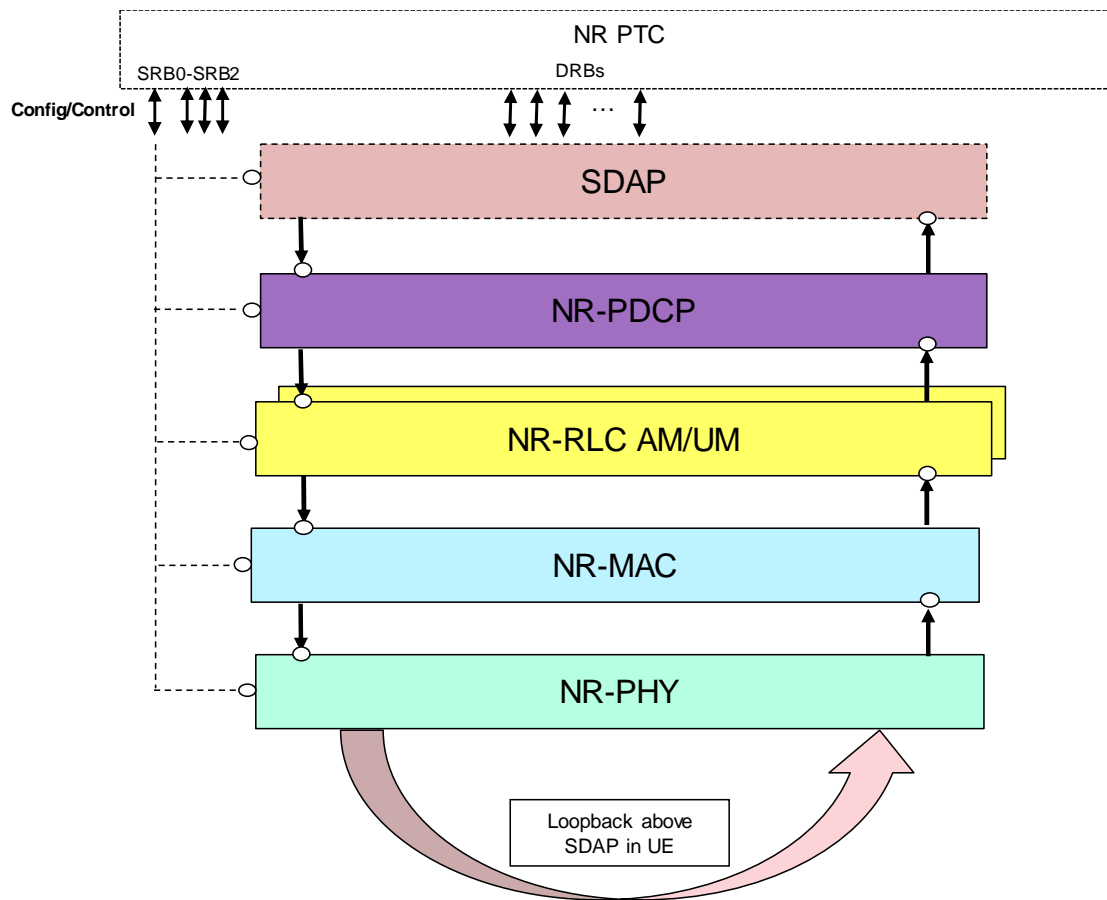 NR PTC
SRB0-SRB2
DRBs
Config/Control
...
SDAP
NR-PDCP
NR-RLC AM/UM
NR-MAC
NR-PHY
Loopback above
SDAP in UE